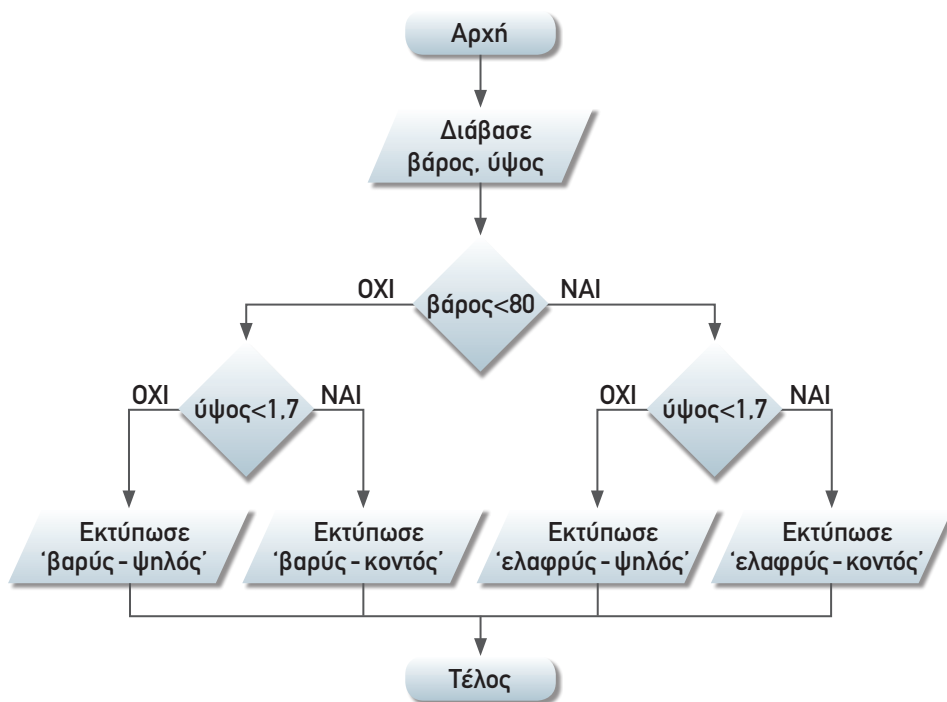 Αρχή
Διάβασε
βάρος, ύψος
ΟΧΙ
βάρος<80
ΝΑΙ
ΟΧΙ
ύψος<1,7
ΝΑΙ
ΟΧΙ
ύψος<1,7
ΝΑΙ
Εκτύπωσε
‘βαρύς – ψηλός’
Εκτύπωσε
‘βαρύς – κοντός’
Εκτύπωσε
‘ελαφρύς – ψηλός’
Εκτύπωσε
‘ελαφρύς – κοντός’
Τέλος